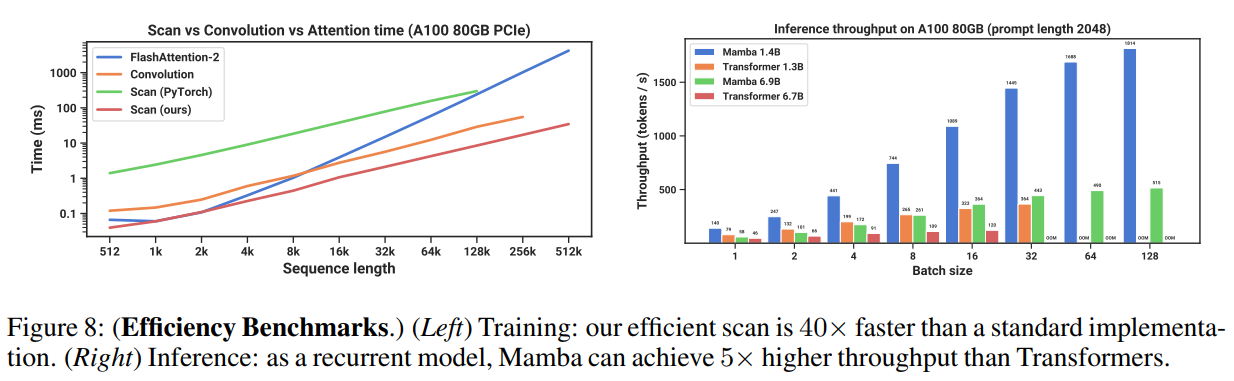 Scan vs Convolution vs Attention time (A100 80GB PCIe)
FlashAttention-2
Convolution
Scan (PyTorch)
Scan (ours)
Time (ms)
1000
100
10
1
0.1
512 1k 2k 4k 8k 16k 32k 64k 128k 256k 512k
Sequence length
Inference throughput on A100 80GB (prompt length 2048)
Mamba 1.4B
Transformer 1.3B
Mamba 6.9B
Transformer 6.7B
Throughput (tokens / s)
1500
1000
500
140 79 58 46
247 132 101 66
441 199 172 91
744 265 261 109
1089 323 364 120
1445 364 443 OOM
1688 OOM 490 OOM
1814 OOM 515 OOM
1 2 4 8 16 32 64 128
Batch size
Figure 8: (Efficiency Benchmarks.) (Left) Training: our efficient scan is 40× faster than a standard implementa-
tion. (Right) Inference: as a recurrent model, Mamba can achieve 5× higher throughput than Transformers.